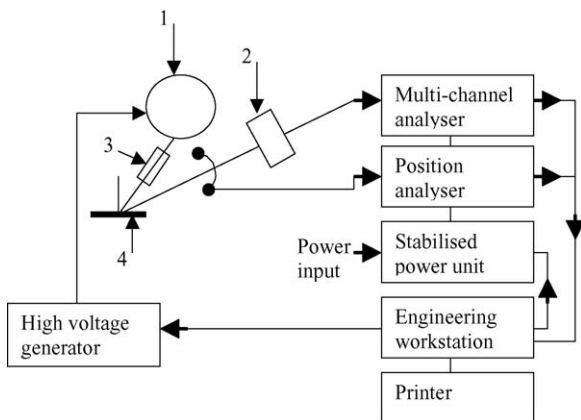 1
2
Multi-channel
analyser
3
Position
analyser
4
Power
input
Stabilised
power unit
High voltage
generator
Engineering
workstation
Printer